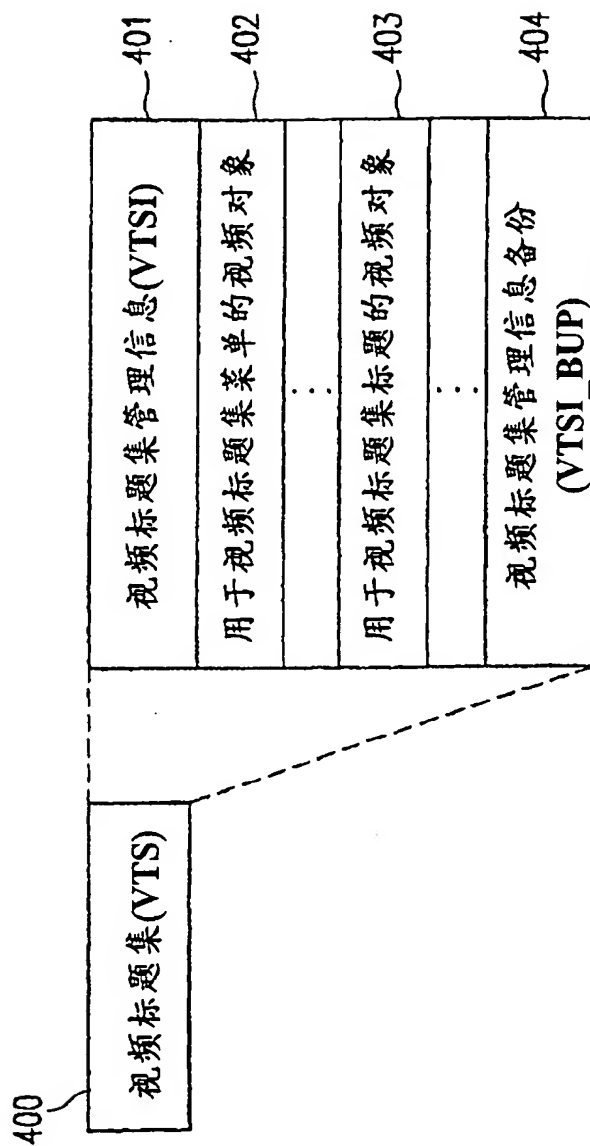 400
视频标题集(VTS)
视频标题集管理信息(VTSI)
401
用于视频标题集菜单的视频对象
402
...
用于视频标题集标题的视频对象
403
...
视频标题集管理信息备份
(VTSI_BUP)
404